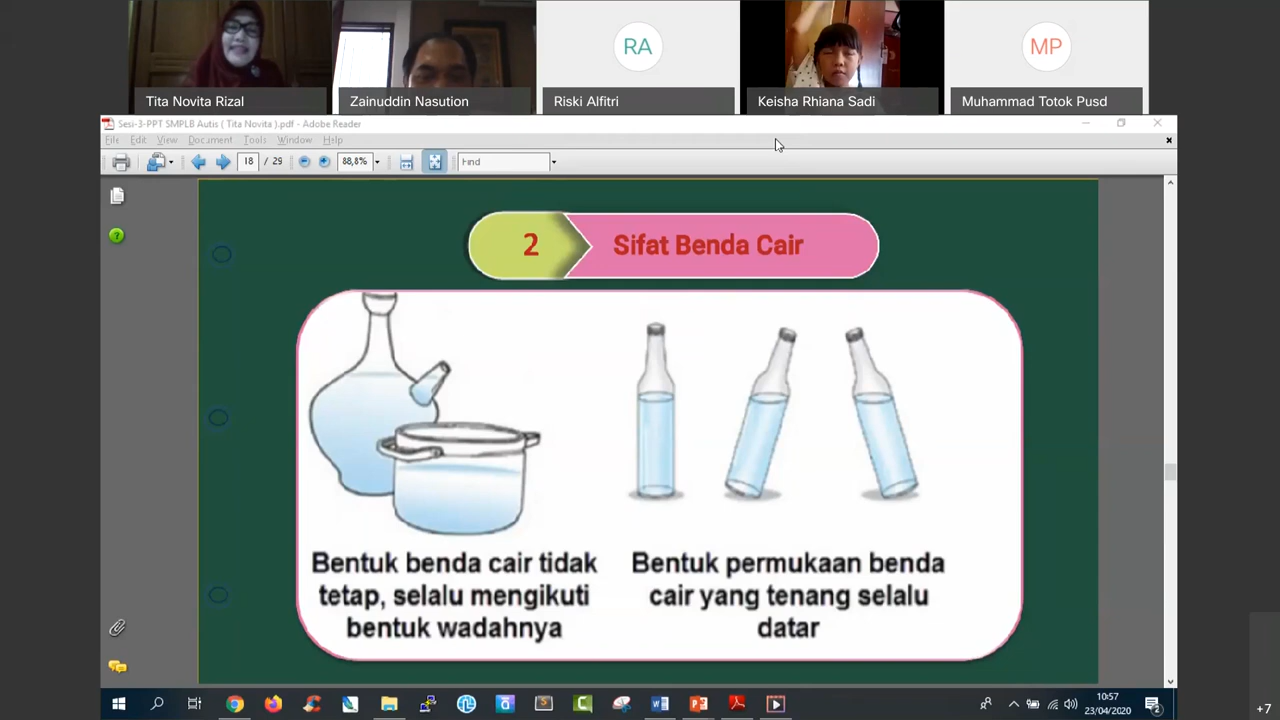 RA
MP
Tita Novita Rizal
Zainuddin Nasution
Riski Alfitri
Keisha Rhiana Sadi
Muhammad Totok Pusd
Sesi-3-PPT SMPLB Autis ( Tita Novita ).pdf - Adobe Reader
File Edit View Document Tools Window Help
18 / 29 88,8% Find
2 Sifat Benda Cair
Bentuk benda cair tidak
tetap, selalu mengikuti
bentuk wadahnya
Bentuk permukaan benda
cair yang tenang selalu
datar
+7
10:57
23/04/2020
2